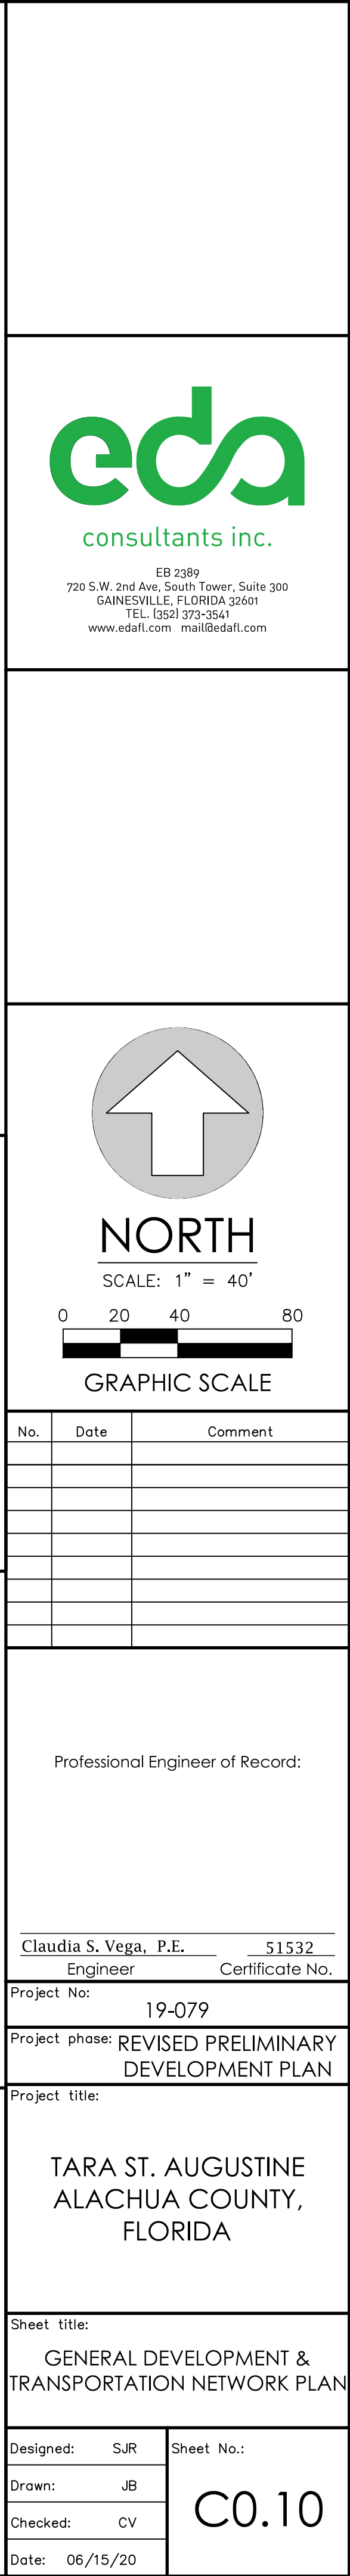 eda
consultants inc.
EB 2389
720 S.W. 2nd Ave, South Tower, Suite 300
GAINESVILLE, FLORIDA 32601
TEL. (352) 373-3541
www.edafl.com mail@edafl.com
NORTH
SCALE: 1" = 40'
0 20 40 80
GRAPHIC SCALE
No. Date Comment
Professional Engineer of Record:
Claudia S. Vega, P.E. 51532
Engineer Certificate No.
Project No:
19-079
Project phase: REVISED PRELIMINARY
DEVELOPMENT PLAN
Project title:
TARA ST. AUGUSTINE
ALACHUA COUNTY,
FLORIDA
Sheet title:
GENERAL DEVELOPMENT &
TRANSPORTATION NETWORK PLAN
Designed: SJR
Drawn: JB
Checked: CV
Date: 06/15/20
Sheet No.:
C0.10